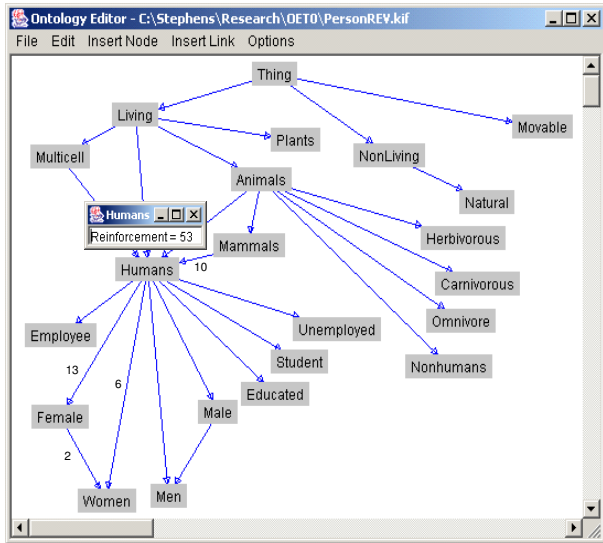 Ontology Editor - C:\Stephens\Research\OETO\PersonREV.kif
File Edit Insert Node Insert Link Options
Thing
Living
Movable
Plants
Multicell
NonLiving
Animals
Natural
Humans
Reinforcement = 53
Herbivorous
Mammals
10
Humans
Carnivorous
Omnivore
Unemployed
Employee
Student
Nonhumans
13
6
Educated
Female
Male
2
Women
Men